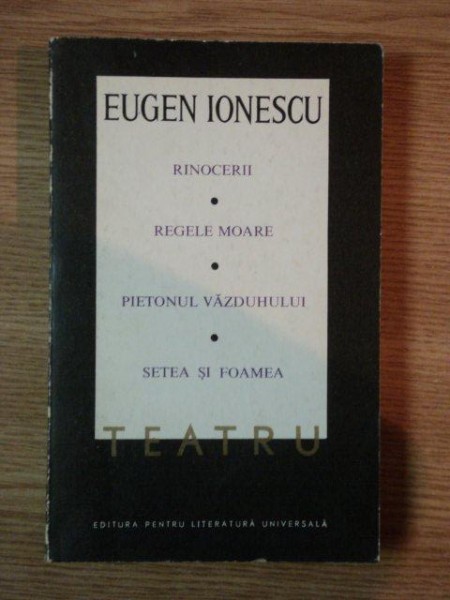 EUGEN IONESCU
RINOCERII
REGELE MOARE
PIETONUL VĂZDUHULUI
SETEA ȘI FOAMEA
TEATRU
EDITURA PENTRU LITERATURĂ UNIVERSALĂ